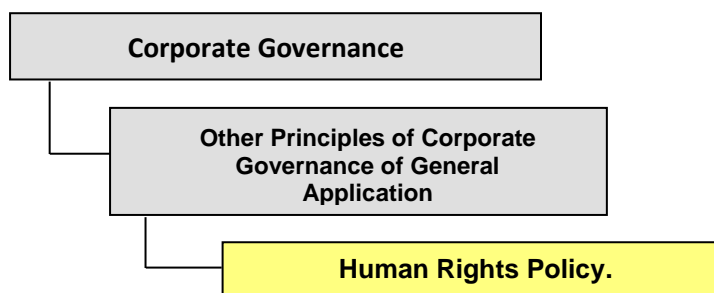 Corporate Governance
Other Principles of Corporate
Governance of General
Application
Human Rights Policy.